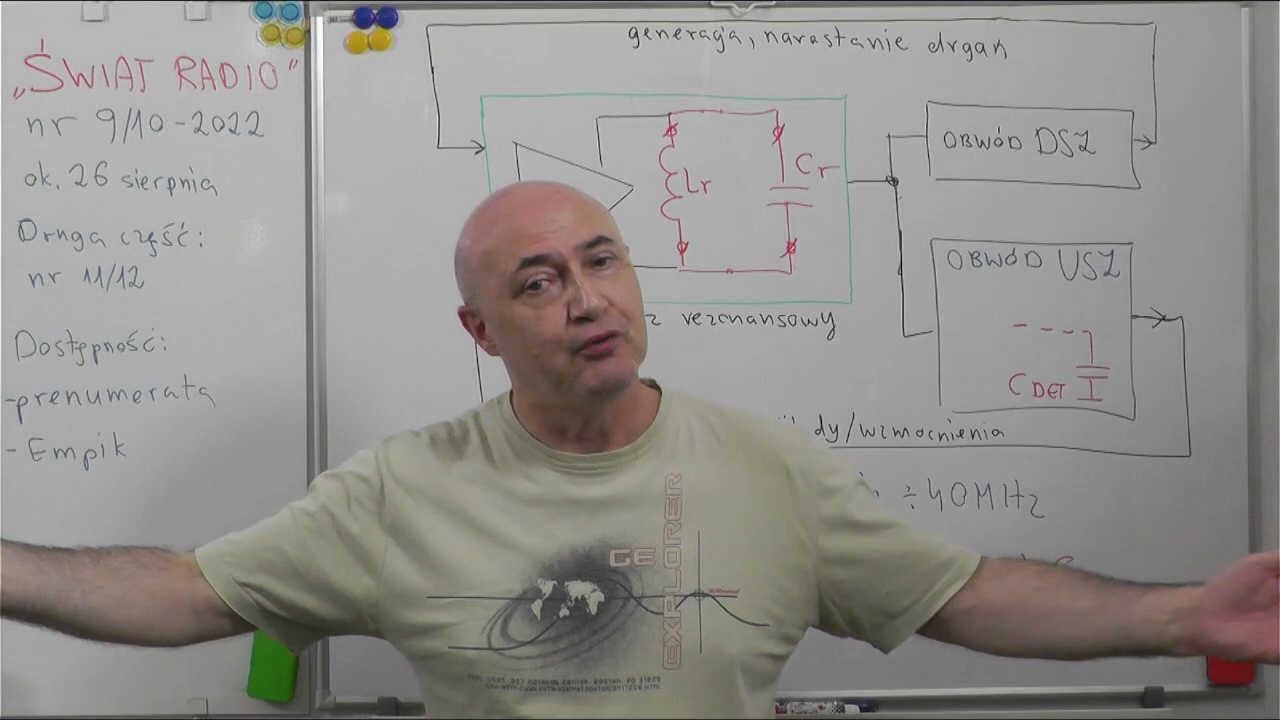 „ŚWIAT RADIO”
nr 9/10-2022
ok. 26 sierpnia
Druga część:
nr 11/12
Dostępność:
-prenumerata
- Empik
generacja, narastanie drgań
Lr
Cr
OBWÓD DSZ
OBWÓD USZ
CDET
rezonansowy
dy/wzmocnienia
÷40MHz
GE
EXPLORER